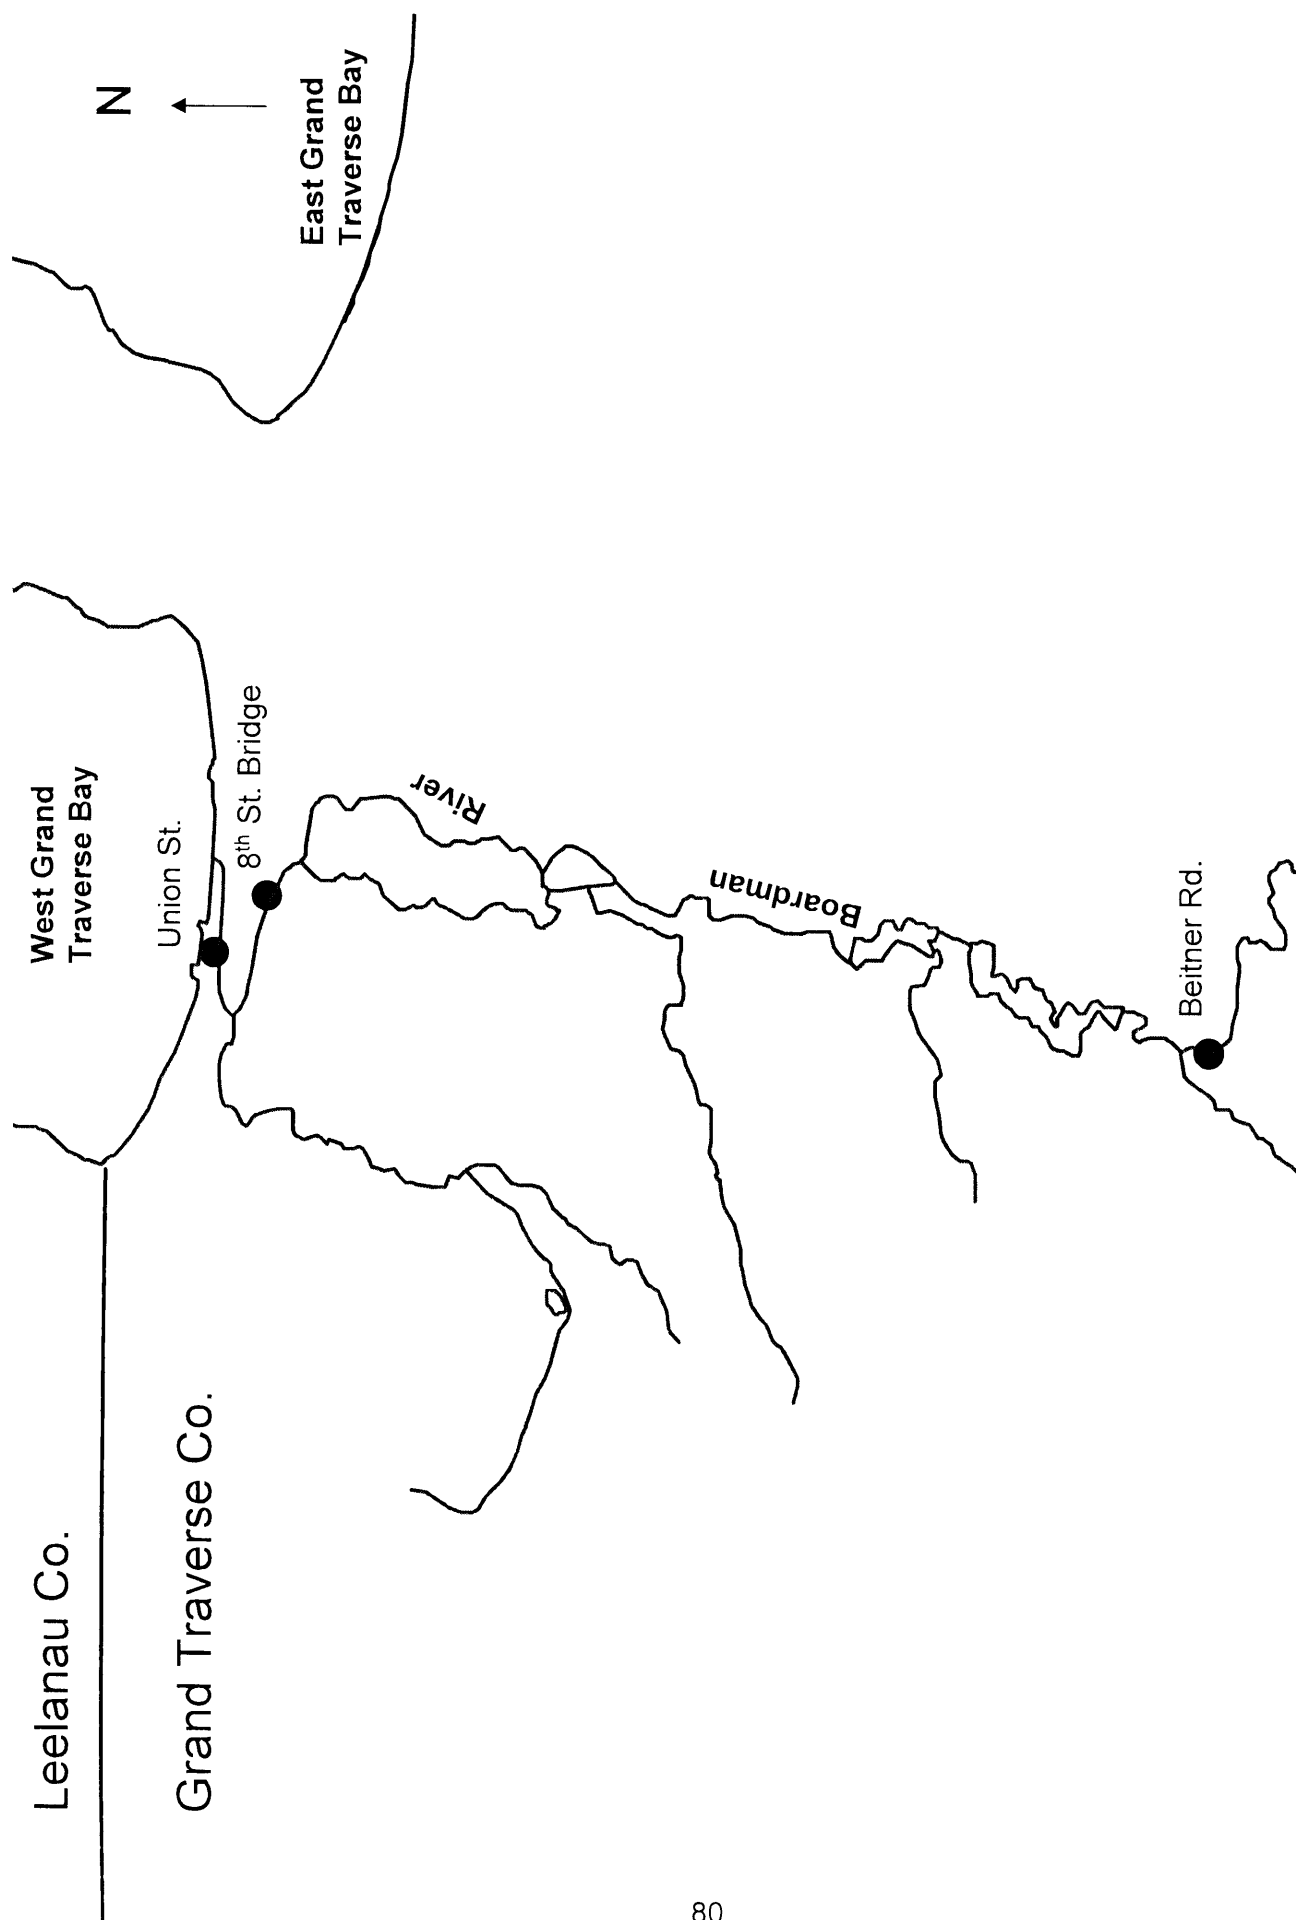 Leelanau Co.
Grand Traverse Co.
West Grand
Traverse Bay
Union St.
8th St. Bridge
N
East Grand
Traverse Bay
Boardman
River
Beitner Rd.
80